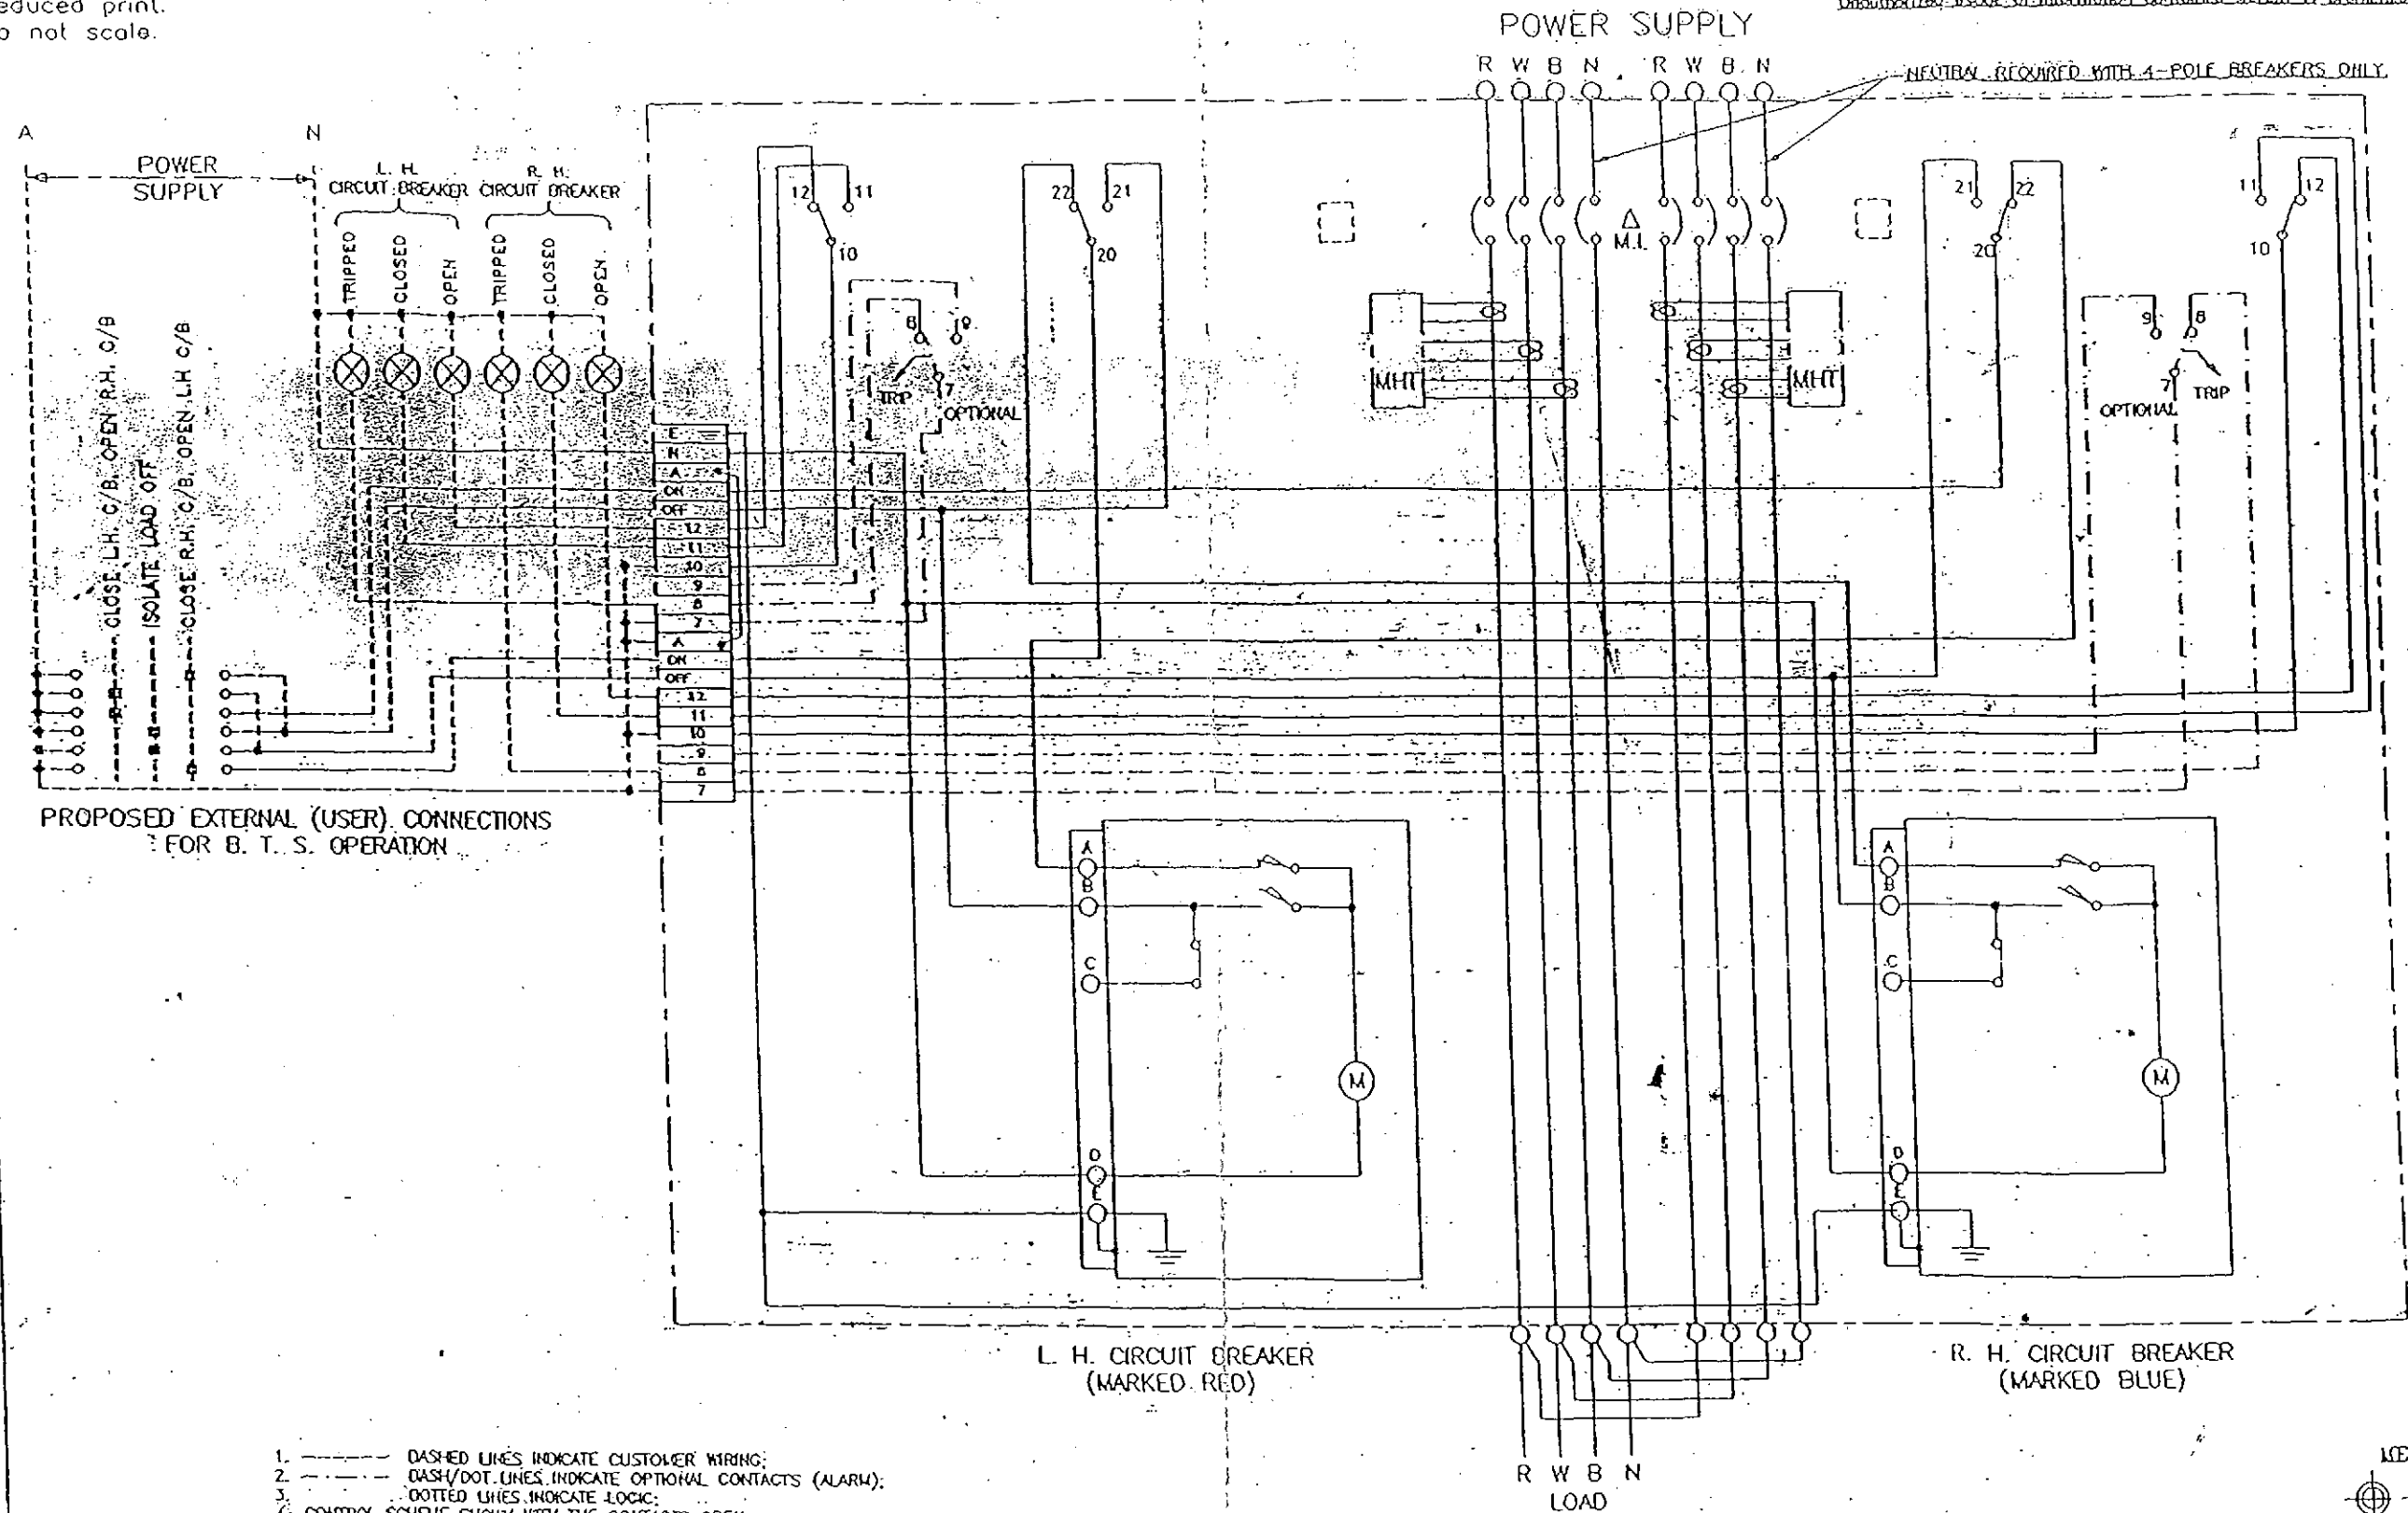 reduced print.
not scale.
POWER SUPPLY
R W B N R W B N
NEUTRAL REQUIRED WITH 4-POLE BREAKERS ONLY.
A
N
POWER
SUPPLY
L. H.
CIRCUIT BREAKER
R. H.
CIRCUIT BREAKER
TRIPPED
CLOSED
OPEN
TRIPPED
CLOSED
OPEN
CLOSE L.H. C/B, OPEN R.H. C/B
ISOLATE LOAD OFF
CLOSE R.H. C/B, OPEN L.H C/B
12
11
10
22
21
20
8
9
7
TRIP
OPTIONAL
M.I.
MHT
MHT
21
22
20
9
8
7
TRIP
OPTIONAL
11
12
10
E
N
A
ON
OFF
12
11
10
9
8
7
A
ON
OFF
12
11
10
9
8
7
PROPOSED EXTERNAL (USER) CONNECTIONS
FOR B. T. S. OPERATION
A
B
C
M
D
E
A
B
C
M
D
E
L. H. CIRCUIT BREAKER
(MARKED RED)
R. H. CIRCUIT BREAKER
(MARKED BLUE)
R W B N
LOAD
1. DASHED LINES INDICATE CUSTOMER WIRING;
2. DASH/DOT LINES INDICATE OPTIONAL CONTACTS (ALARM);
3. DOTTED LINES INDICATE LOGIC;